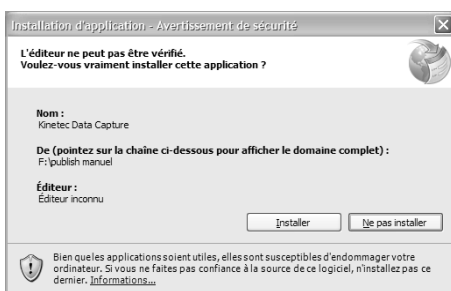 Installation d'application - Avertissement de sécurité
L'éditeur ne peut pas être vérifié.
Voulez-vous vraiment installer cette application ?
Nom :
Kinetec Data Capture
De (pointez sur la chaîne ci-dessous pour afficher le domaine complet) :
F:\publish manuel
Éditeur :
Éditeur inconnu
Installer
Ne pas installer
Bien que les applications soient utiles, elles sont susceptibles d'endommager votre
ordinateur. Si vous ne faites pas confiance à la source de ce logiciel, n'installez pas ce
dernier. Informations...